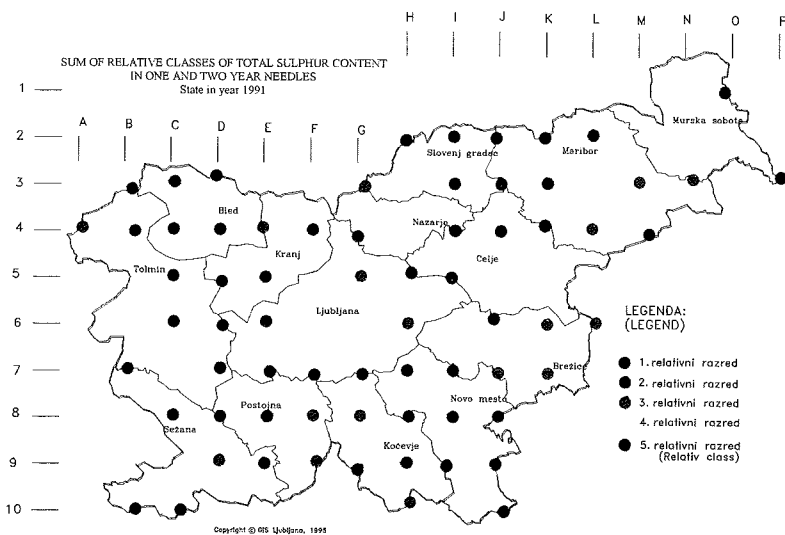 SUM OF RELATIVE CLASSES OF TOTAL SULPHUR CONTENT
IN ONE AND TWO YEAR NEEDLES
State in year 1991
H I J K L M N O P
A B C D E F G
1
2
3
4
5
6
7
8
9
10
Murska sobota
Slovenj gradec
Maribor
Bled
Nazarje
Kranj
Celje
Tolmin
Ljubljana
Brežice
Postojna
Novo mesto
Sežana
Kočevje
LEGENDA:
(LEGEND)
1. relativni razred
2. relativni razred
3. relativni razred
4. relativni razred
5. relativni razred
(Relativ class)
Copyright © GIS Ljubljana, 1995